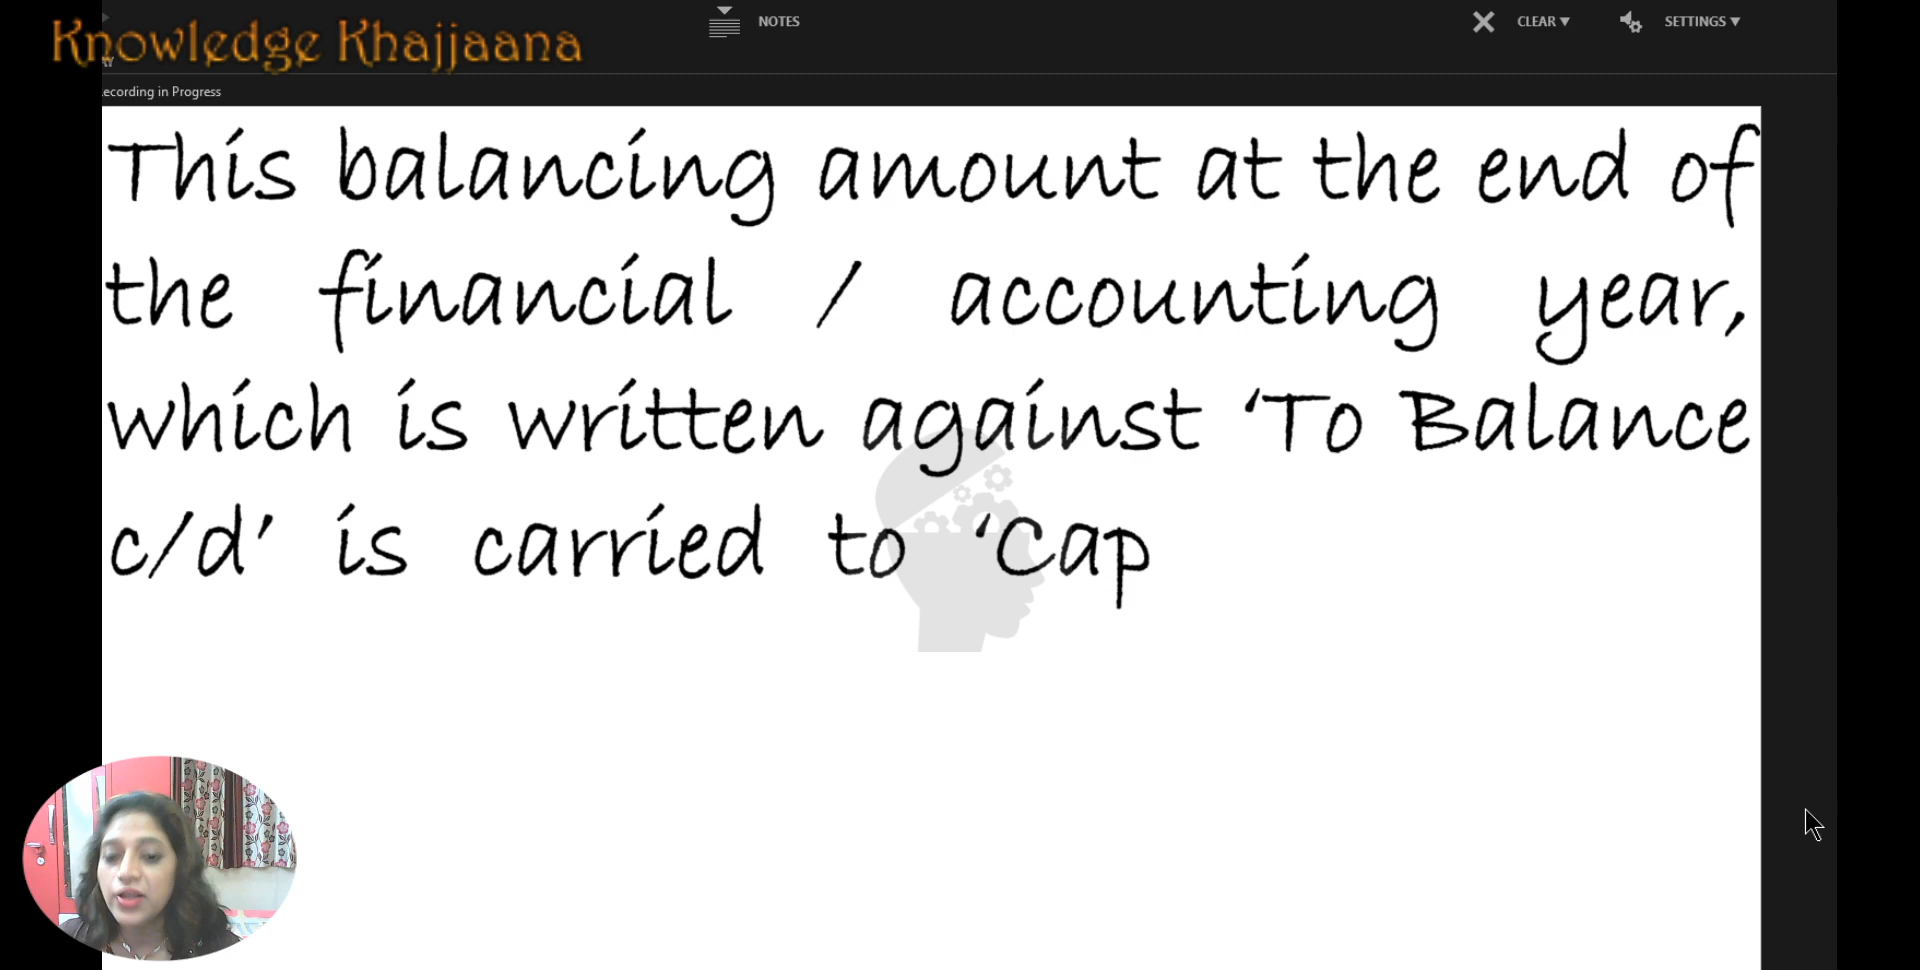 Knowledge Khajjaana
NOTES
CLEAR
SETTINGS
AY
ecording in Progress
This balancing amount at the end of
the financial / accounting year,
which is written against ‘To Balance
c/d’ is carried to ‘Cap